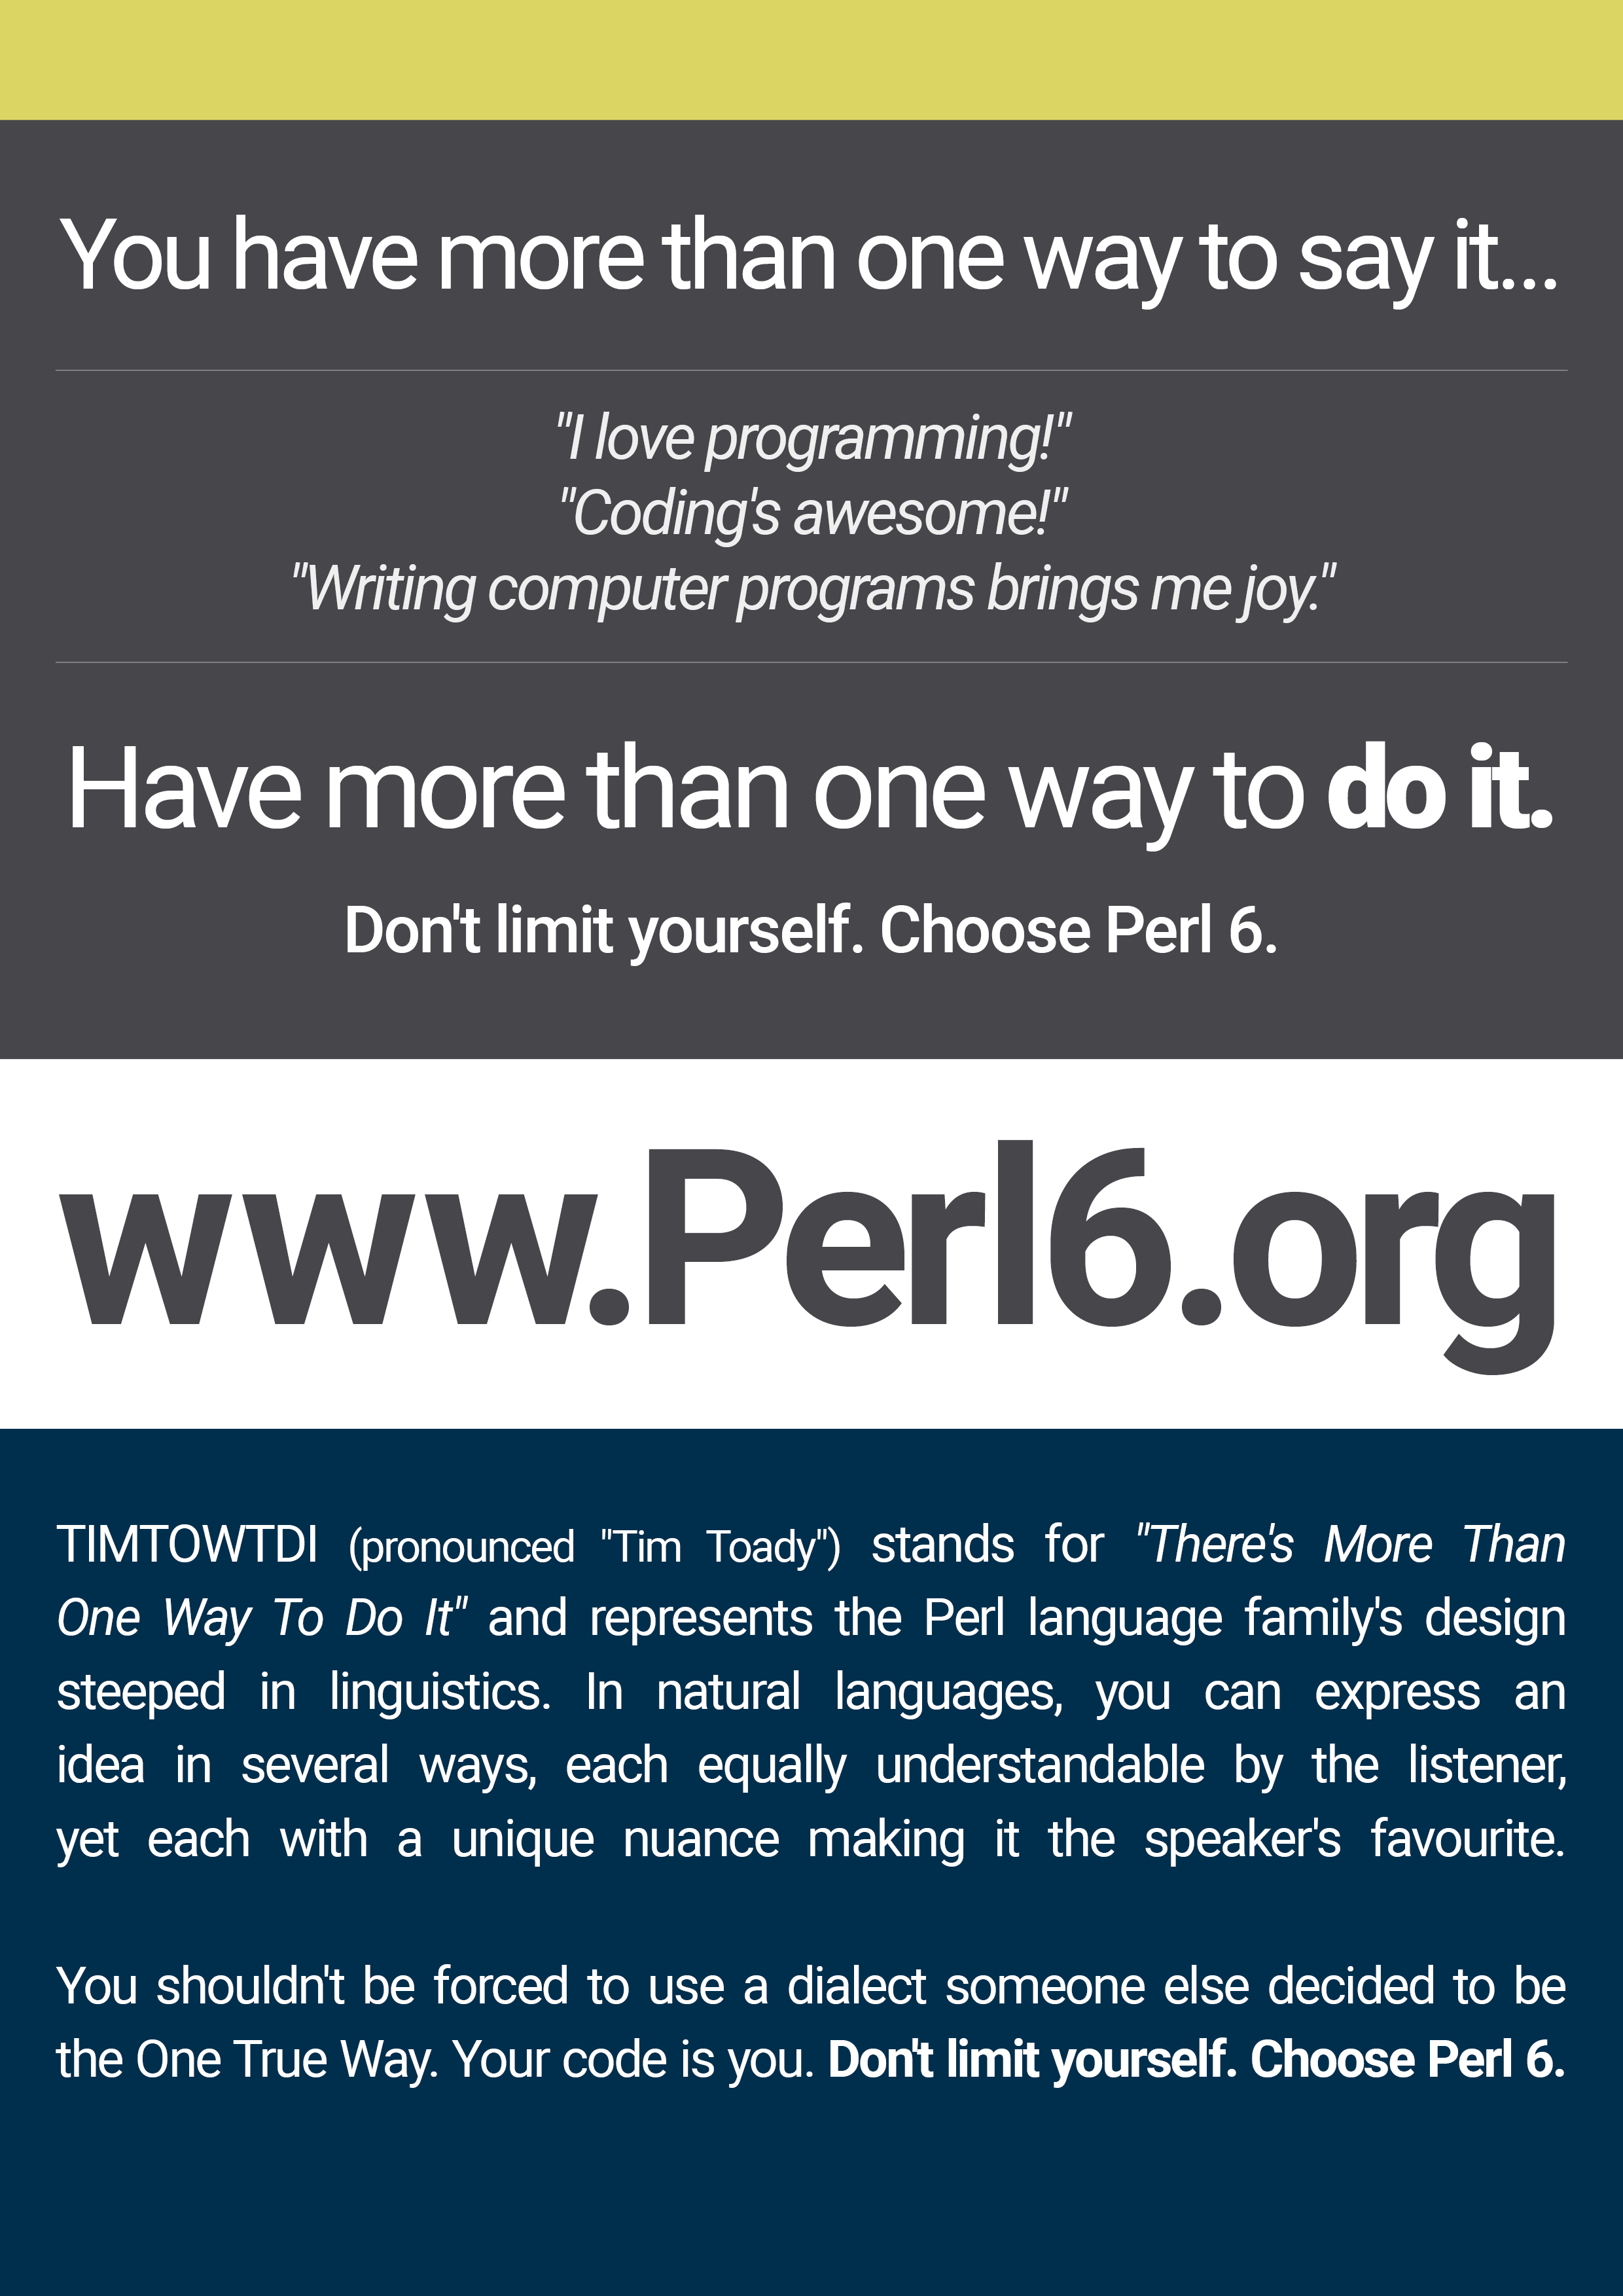 You have more than one way to say it...
"I love programming!"
"Coding's awesome!"
"Writing computer programs brings me joy."
Have more than one way to do it.
Don't limit yourself. Choose Perl 6.
www.Perl6.org
TIMTOWTDI (pronounced "Tim Toady") stands for "There's More Than
One Way To Do It" and represents the Perl language family's design
steeped in linguistics. In natural languages, you can express an
idea in several ways, each equally understandable by the listener,
yet each with a unique nuance making it the speaker's favourite.
You shouldn't be forced to use a dialect someone else decided to be
the One True Way. Your code is you. Don't limit yourself. Choose Perl 6.